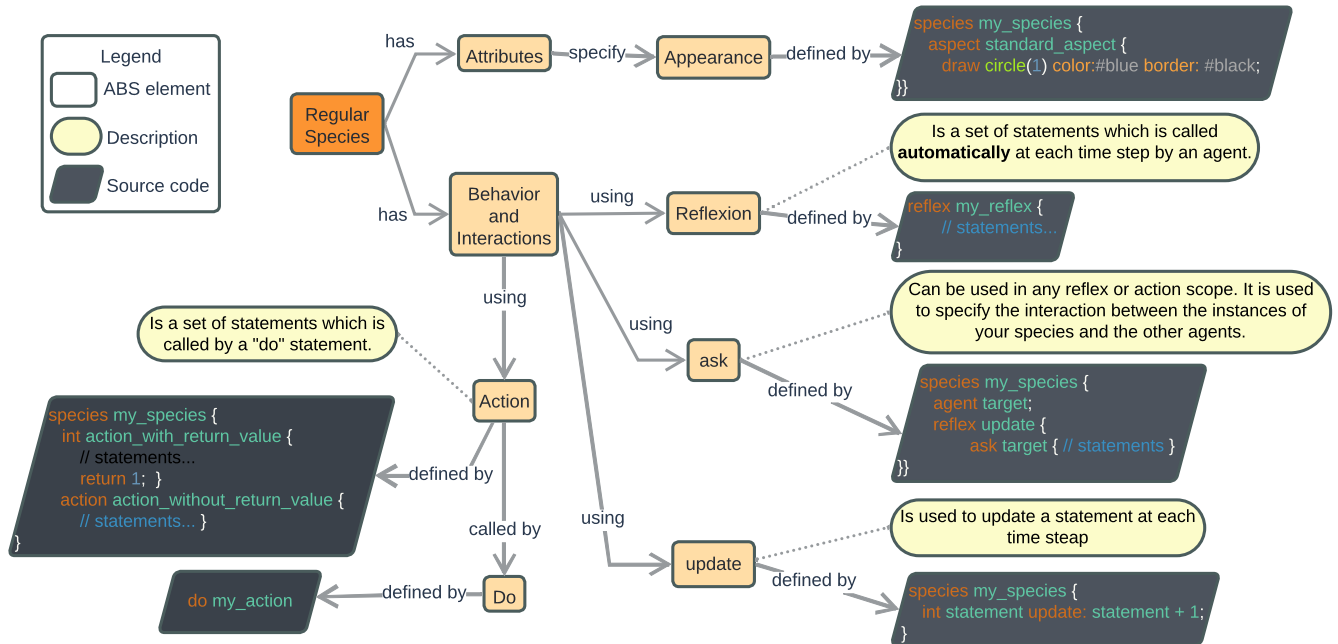 Legend
ABS element
Description
Source code
Regular
Species
has
Attributes
specify
Appearance
defined by
species my_species {
aspect standard_aspect {
draw circle(1) color:#blue border: #black;
}}
has
Behavior
and
Interactions
using
Reflexion
Is a set of statements which is called
automatically at each time step by an agent.
defined by
reflex my_reflex {
// statements...
}
using
ask
Can be used in any reflex or action scope. It is used
to specify the interaction between the instances of
your species and the other agents.
defined by
species my_species {
agent target;
reflex update {
ask target { // statements }
}}
using
update
Is used to update a statement at each
time steap
defined by
species my_species {
int statement update: statement + 1;
}
using
Action
Is a set of statements which is
called by a "do" statement.
defined by
species my_species {
int action_with_return_value {
// statements...
return 1;  }
action action_without_return_value {
// statements... }
}
called by
Do
defined by
do my_action